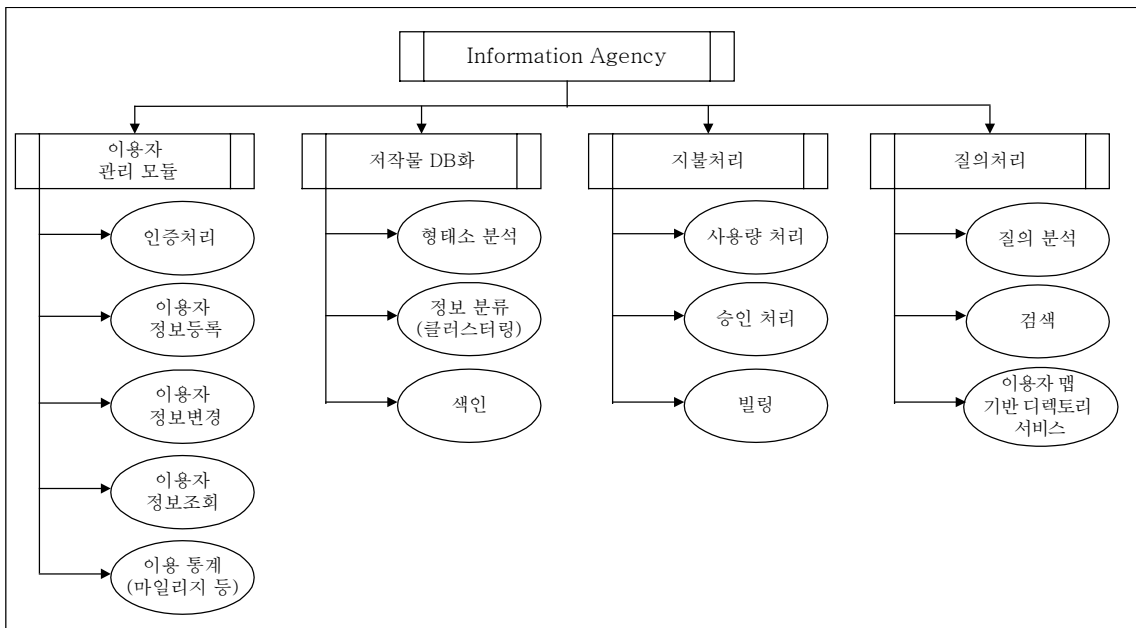 Information Agency
이용자
관리 모듈
저작물 DB화
지불처리
질의처리
인증처리
형태소 분석
사용량 처리
질의 분석
이용자
정보등록
정보 분류
(클러스터링)
승인 처리
검색
이용자
정보변경
색인
빌링
이용자 맵
기반 디렉토리
서비스
이용자
정보조회
이용 통계
(마일리지 등)